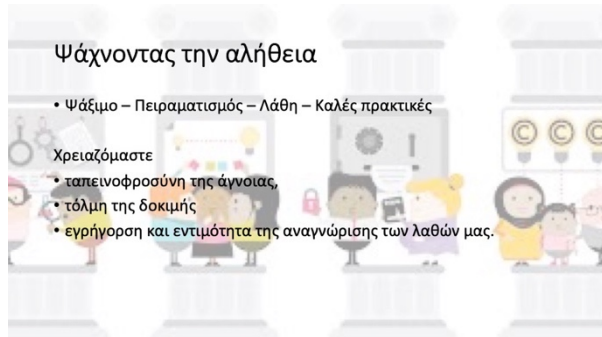 Ψάχνοντας την αλήθεια
• Ψάξιμο – Πειραματισμός – Λάθη – Καλές πρακτικές
Χρειαζόμαστε
• ταπεινοφροσύνη της άγνοιας,
• τόλμη της δοκιμής
• εγρήγορση και εντιμότητα της αναγνώρισης των λαθών μας.
© © ©